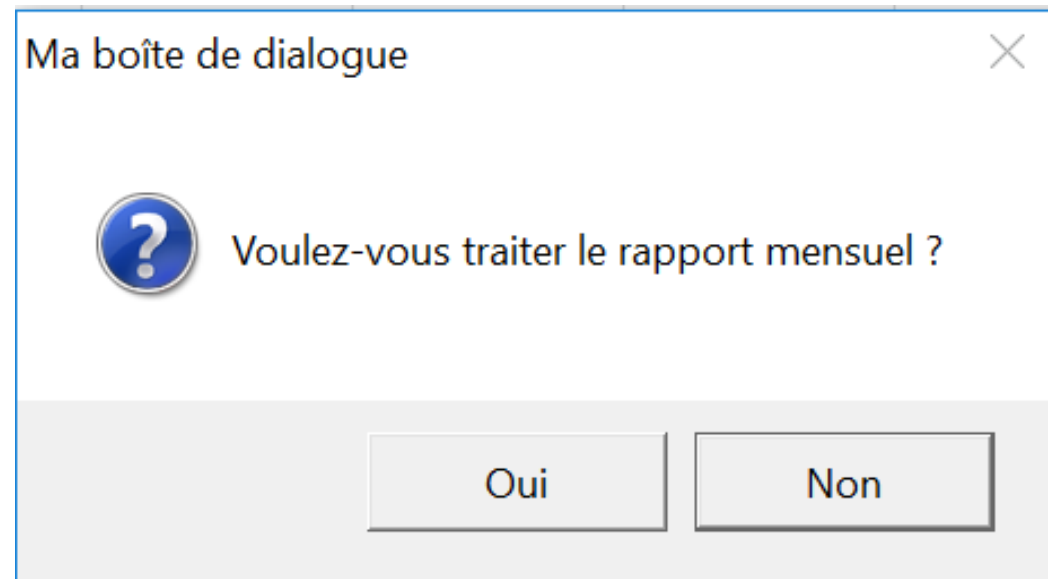 Ma boîte de dialogue
Voulez-vous traiter le rapport mensuel ?
Oui
Non